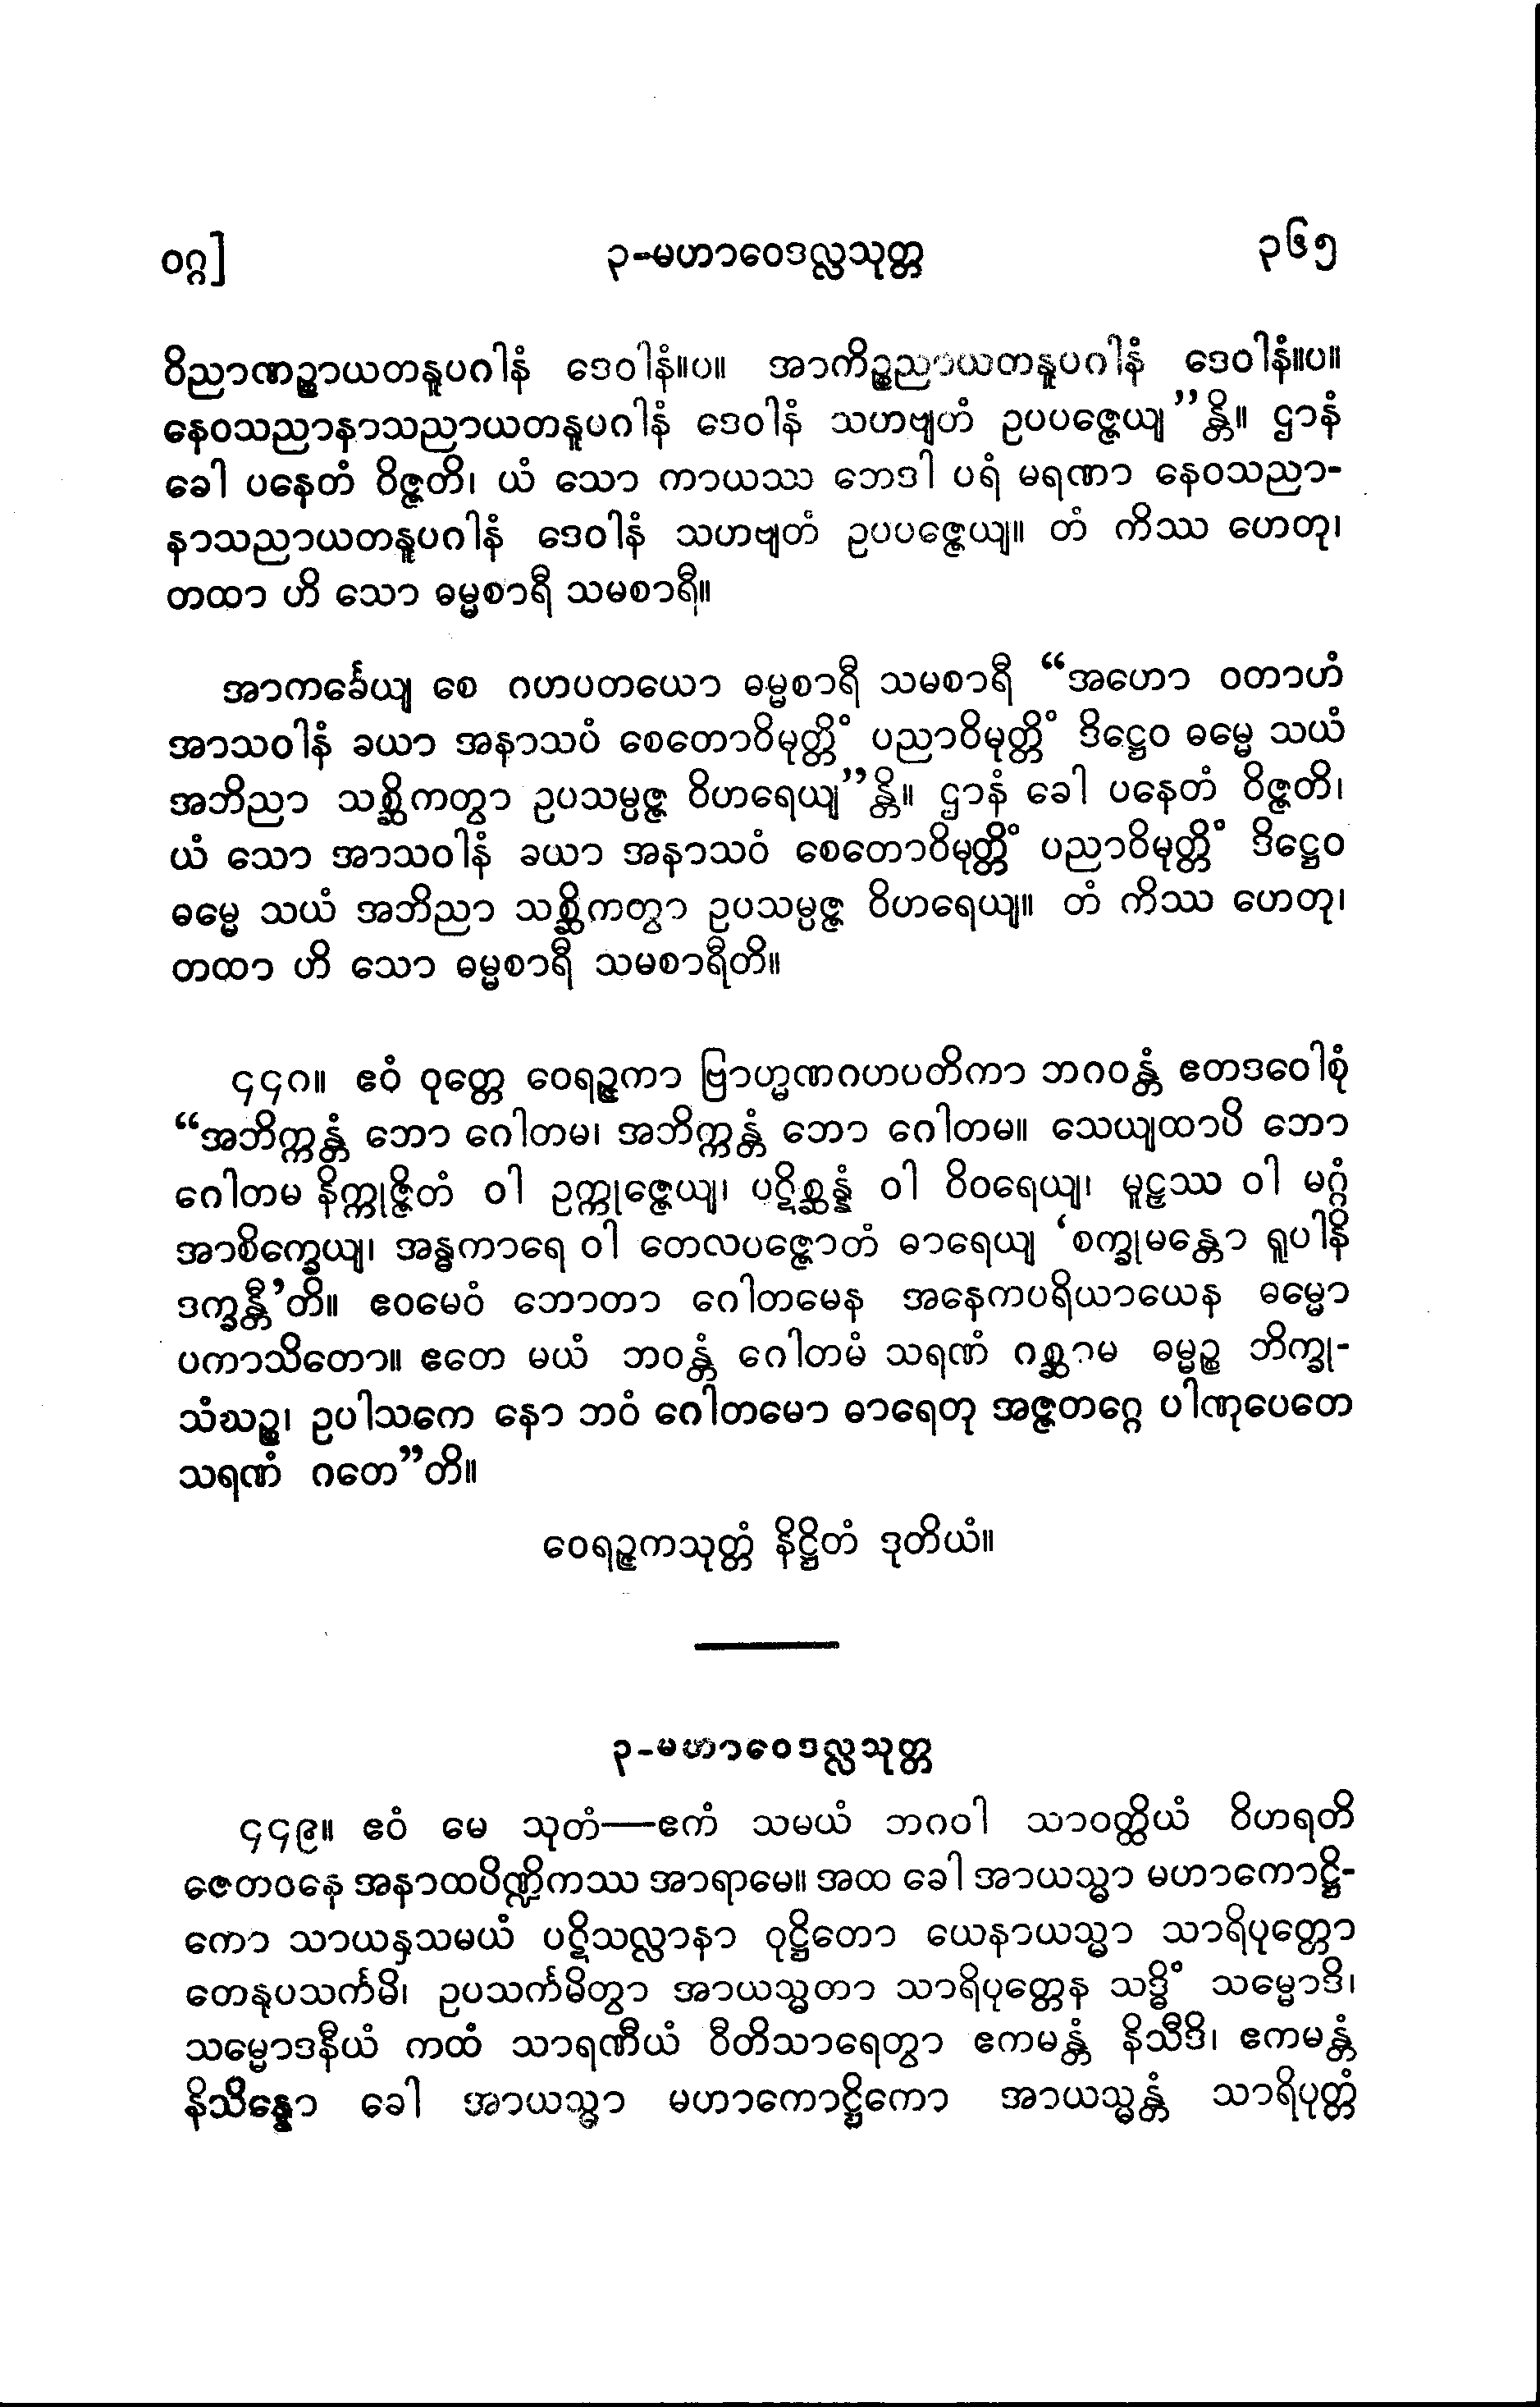 ဝဂ္ဂ] ၃-မဟာဝေဒလ္လသုတ္တ ၃၆၅
ဝိညာဏဉ္စာယတနူပဂါနံ ဒေဝါနံ။ပ။ အာကိဉ္စညာယတနူပဂါနံ ဒေဝါနံ။ပ။
နေဝသညာနာသညာယတနူပဂါနံ ဒေဝါနံ သဟဗျတံ ဥပပဇ္ဇေယျ”န္တိ။ ဌာနံ
ခေါ ပနေတံ ဝိဇ္ဇတိ၊ ယံ သော ကာယဿ ဘေဒါ ပရံ မရဏာ နေဝသညာ-
နာသညာယတနူပဂါနံ ဒေဝါနံ သဟဗျတံ ဥပပဇ္ဇေယျ။ တံ ကိဿ ဟေတု၊
တထာ ဟိ သော ဓမ္မစာရီ သမစာရီ။
အာကင်္ခေယျ စေ ဂဟပတယော ဓမ္မစာရီ သမစာရီ “အဟော ဝတာဟံ
အာသဝါနံ ခယာ အနာသဝံ စေတောဝိမုတ္တိံ ပညာဝိမုတ္တိံ ဒိဋ္ဌေဝ ဓမ္မေ သယံ
အဘိညာ သစ္ဆိကတွာ ဥပသမ္ပဇ္ဇ ဝိဟရေယျ”န္တိ။ ဌာနံ ခေါ ပနေတံ ဝိဇ္ဇတိ၊
ယံ သော အာသဝါနံ ခယာ အနာသဝံ စေတောဝိမုတ္တိံ ပညာဝိမုတ္တိံ ဒိဋ္ဌေဝ
ဓမ္မေ သယံ အဘိညာ သစ္ဆိကတွာ ဥပသမ္ပဇ္ဇ ဝိဟရေယျ။ တံ ကိဿ ဟေတု၊
တထာ ဟိ သော ဓမ္မစာရီ သမစာရီတိ။
၄၄၈။ ဧဝံ ဝုတ္တေ ဝေရဉ္ဇကာ ဗြာဟ္မဏဂဟပတိကာ ဘဂဝန္တံ ဧတဒဝေါစုံ
“အဘိက္ကန္တံ ဘော ဂေါတမ၊ အဘိက္ကန္တံ ဘော ဂေါတမ။ သေယျထာပိ ဘော
ဂေါတမ နိက္ကုဇ္ဇိတံ ဝါ ဥက္ကုဇ္ဇေယျ၊ ပဋိစ္ဆန္နံ ဝါ ဝိဝရေယျ၊ မူဠှဿ ဝါ မဂ္ဂံ
အာစိက္ခေယျ၊ အန္ဓကာရေ ဝါ တေလပဇ္ဇောတံ ဓာရေယျ ‘စက္ခုမန္တော ရူပါနိ
ဒက္ခန္တီ’တိ။ ဧဝမေဝံ ဘောတာ ဂေါတမေန အနေကပရိယာယေန ဓမ္မော
ပကာသိတော။ ဧတေ မယံ ဘဝန္တံ ဂေါတမံ သရဏံ ဂစ္ဆာမ ဓမ္မဉ္စ ဘိက္ခု-
သံဃဉ္စ၊ ဥပါသကေ နော ဘဝံ ဂေါတမော ဓာရေတု အဇ္ဇတဂ္ဂေ ပါဏုပေတေ
သရဏံ ဂတေ”တိ။
ဝေရဉ္ဇကသုတ္တံ နိဋ္ဌိတံ ဒုတိယံ။
၃-မဟာဝေဒလ္လသုတ္တ
၄၄၉။ ဧဝံ မေ သုတံ—ဧကံ သမယံ ဘဂဝါ သာဝတ္ထိယံ ဝိဟရတိ
ဇေတဝနေ အနာထပိဏ္ဍိကဿ အာရာမေ။ အထ ခေါ အာယသ္မာ မဟာကောဋ္ဌိ-
ကော သာယနှသမယံ ပဋိသလ္လာနာ ဝုဋ္ဌိတော ယေနာယသ္မာ သာရိပုတ္တော
တေနုပသင်္ကမိ၊ ဥပသင်္ကမိတွာ အာယသ္မတာ သာရိပုတ္တေန သဒ္ဓိံ သမ္မောဒိ၊
သမ္မောဒနီယံ ကထံ သာရဏီယံ ဝီတိသာရေတွာ ဧကမန္တံ နိသီဒိ၊ ဧကမန္တံ
နိသိန္နော ခေါ အာယသ္မာ မဟာကောဋ္ဌိကော အာယသ္မန္တံ သာရိပုတ္တံ